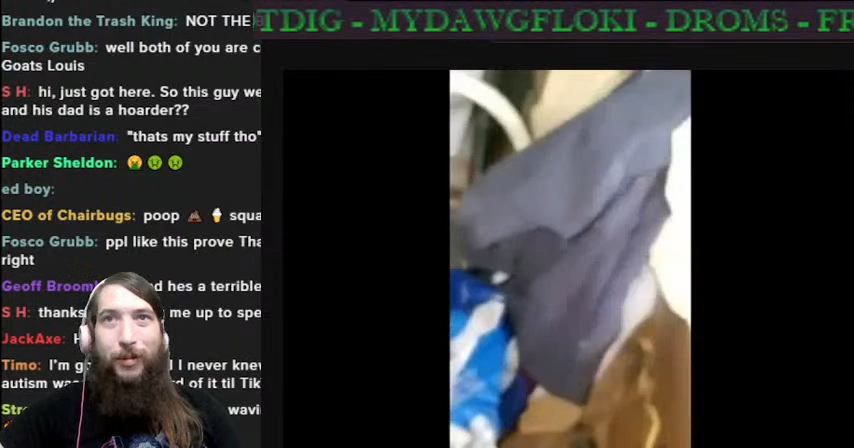 Brandon the Trash King: NOT THE
TDIG - MYDAWGFLOKI - DROMS - FR
Fosco Grubb: well both of you are c
Goats Louis
S H: hi, just got here. So this guy we
and his dad is a hoarder??
Dead Barbarian: "thats my stuff tho"
Parker Sheldon: 🤮 🤢 🤢
ed boy:
CEO of Chairbugs: poop 💩 🍦 squa
Fosco Grubb: ppl like this prove Tha
right
Geoff Broom d hes a terrible
S H: thanks me up to spe
JackAxe: H
Timo: I'm g I never knew
autism wa d of it til Tik
Str wavi